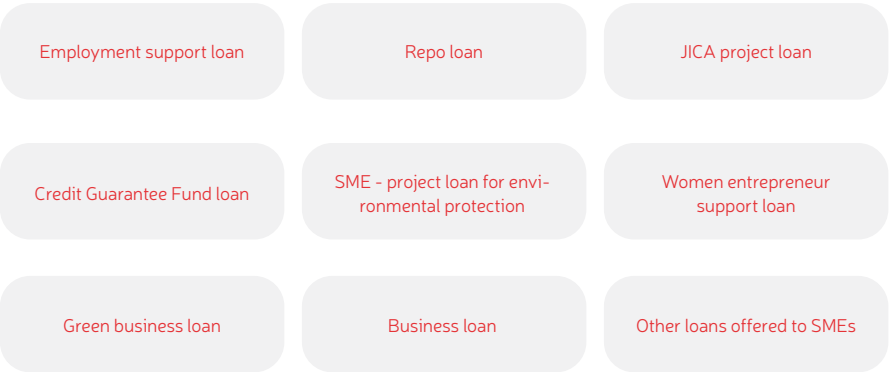 Employment support loan
Repo loan
JICA project loan
Credit Guarantee Fund loan
SME - project loan for envi-
ronmental protection
Women entrepreneur
support loan
Green business loan
Business loan
Other loans offered to SMEs